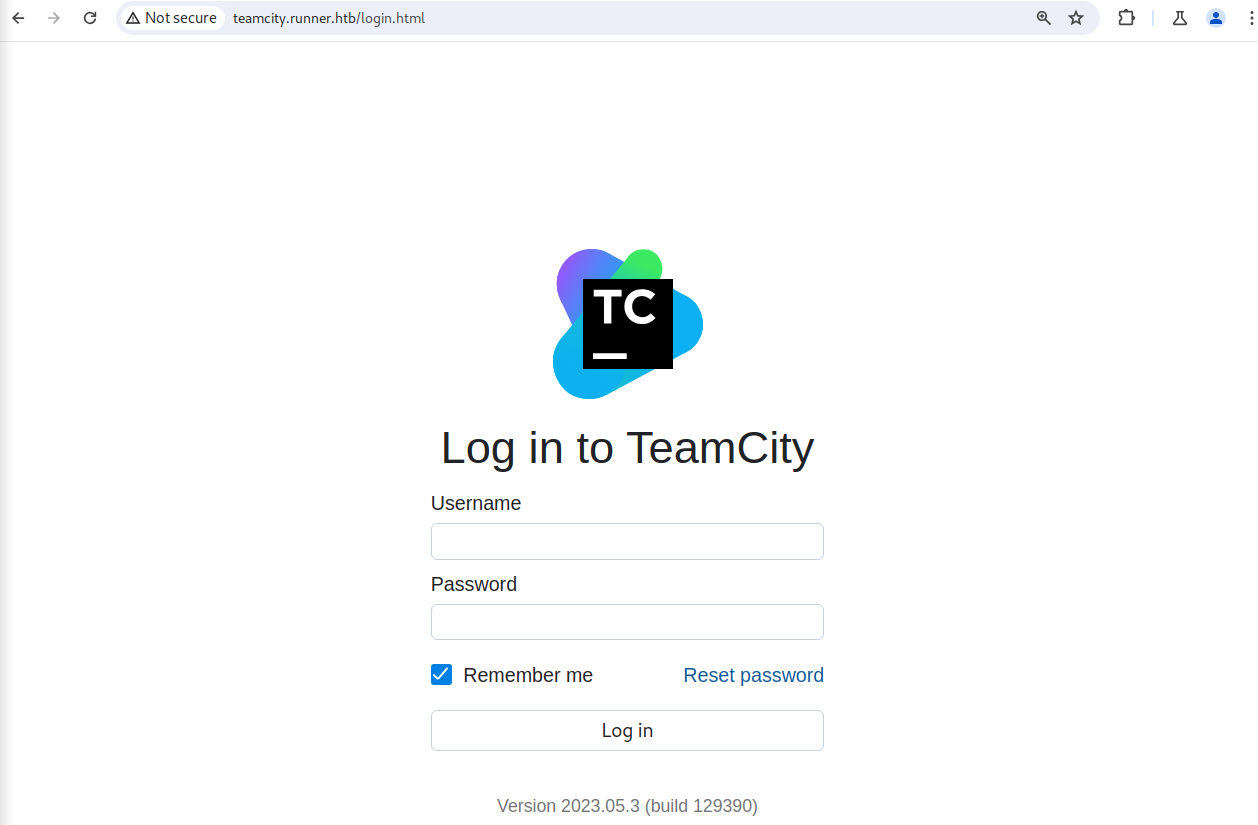 Not secure teamcity.runner.htb/login.html
TC
Log in to TeamCity
Username
Password
Remember me Reset password
Log in
Version 2023.05.3 (build 129390)